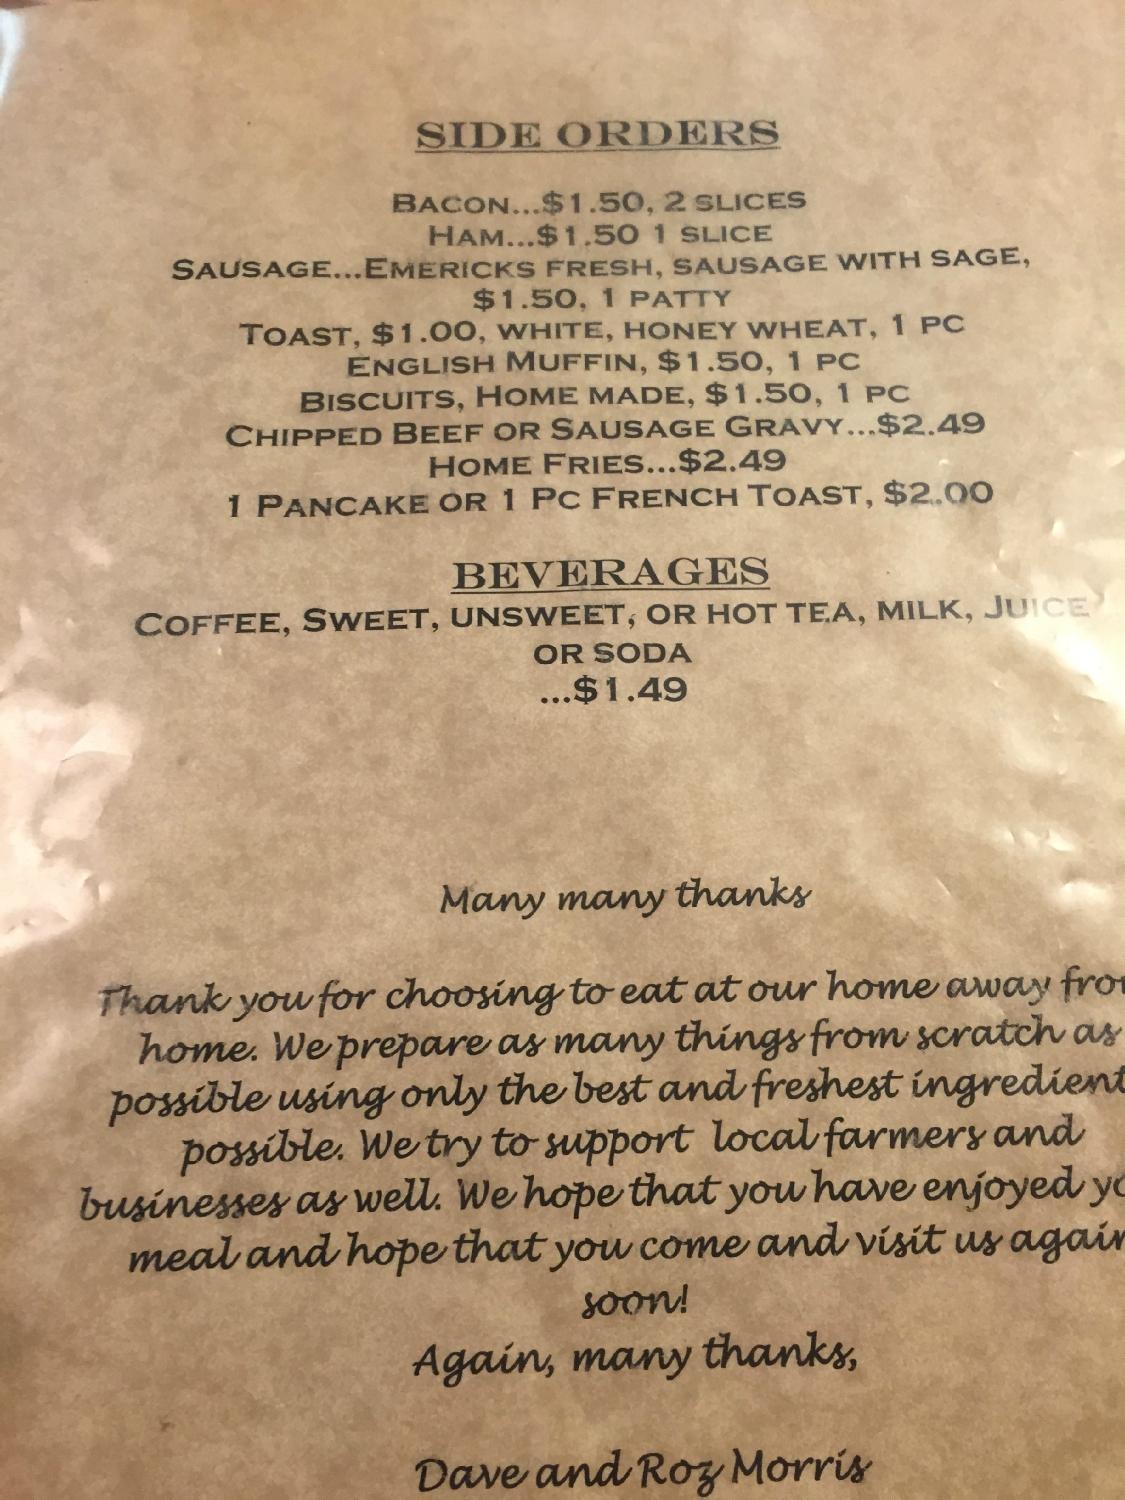 SIDE ORDERS
BACON...$1.50, 2 SLICES
HAM...$1.50 1 SLICE
SAUSAGE...EMERICKS FRESH, SAUSAGE WITH SAGE,
$1.50, 1 PATTY
TOAST, $1.00, WHITE, HONEY WHEAT, 1 PC
ENGLISH MUFFIN, $1.50, 1 PC
BISCUITS, HOME MADE, $1.50, 1 PC
CHIPPED BEEF OR SAUSAGE GRAVY...$2.49
HOME FRIES...$2.49
1 PANCAKE OR 1 PC FRENCH TOAST, $2.00
BEVERAGES
COFFEE, SWEET, UNSWEET, OR HOT TEA, MILK, JUICE
OR SODA
...$1.49
Many many thanks
Thank you for choosing to eat at our home away
home. We prepare as many things from scratch as
possible using only the best and freshest
possible. We try to support local farmers and
businesses as well. We hope that you have enjoyed
meal and hope that you come and visit us
soon!
Again, many thanks,
Dave and Roz Morris